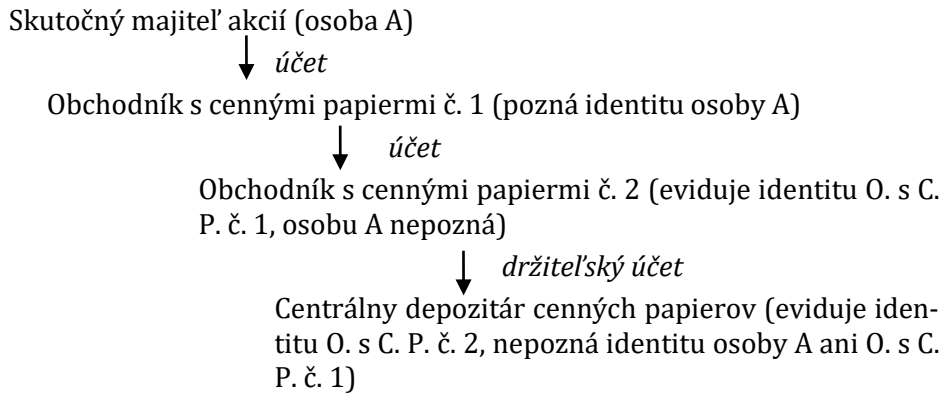 Skutočný majiteľ akcií (osoba A)
účet
Obchodník s cennými papiermi č. 1 (pozná identitu osoby A)
účet
Obchodník s cennými papiermi č. 2 (eviduje identitu O. s C.
P. č. 1, osobu A nepozná)
držiteľský účet
Centrálny depozitár cenných papierov (eviduje iden-
titu O. s C. P. č. 2, nepozná identitu osoby A ani O. s C.
P. č. 1)